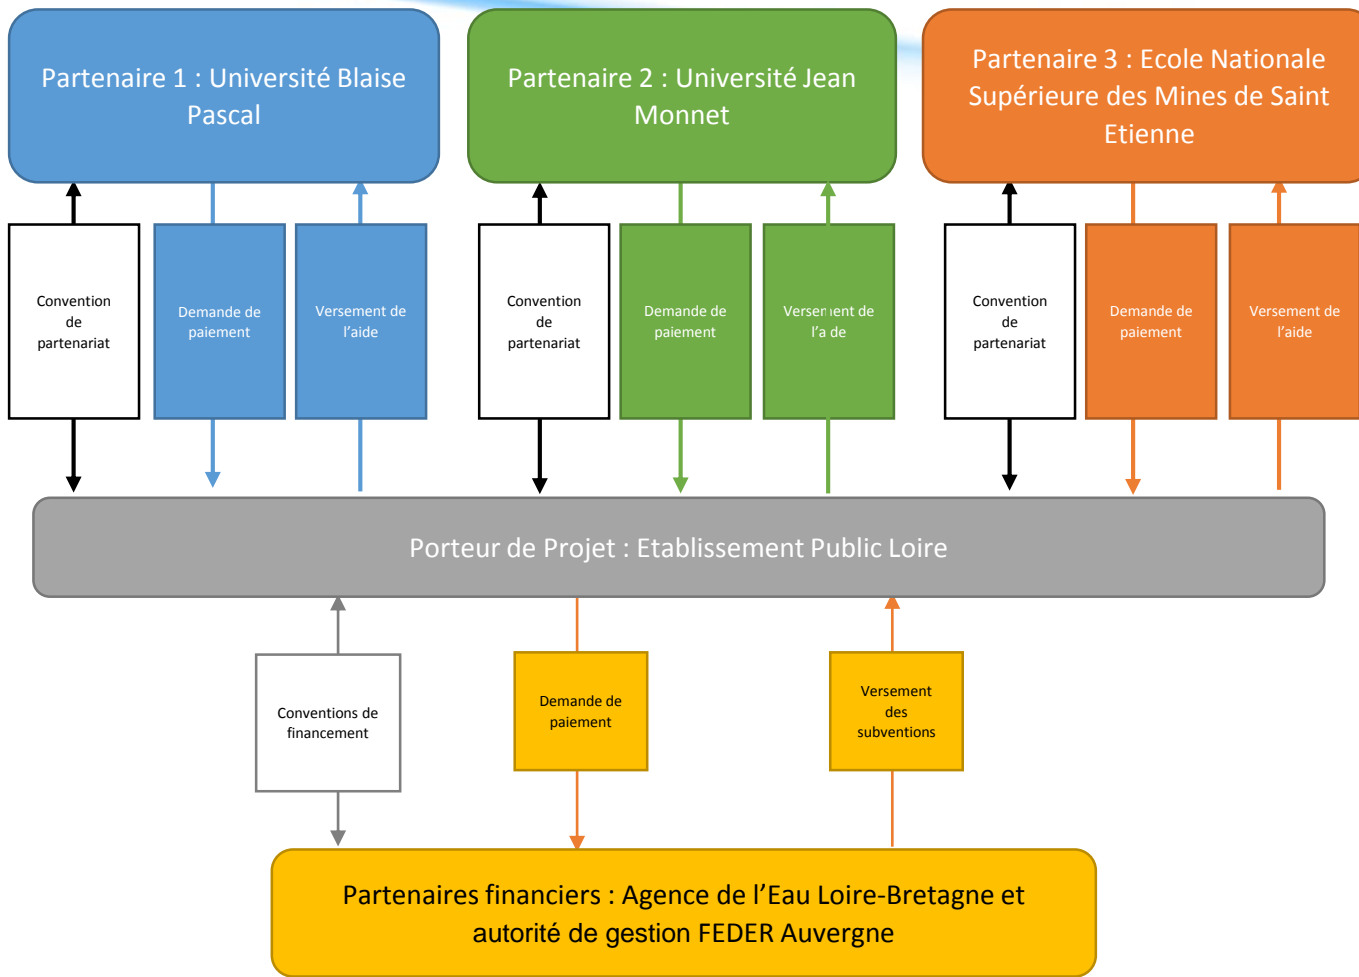 Partenaire 1 : Université Blaise
Pascal
Partenaire 2 : Université Jean
Monnet
Partenaire 3 : Ecole Nationale
Supérieure des Mines de Saint
Etienne
Convention
de
partenariat
Demande de
paiement
Versement de
l’aide
Convention
de
partenariat
Demande de
paiement
Versement de
l’a de
Convention
de
partenariat
Demande de
paiement
Versement de
l’aide
Porteur de Projet : Etablissement Public Loire
Conventions de
financement
Demande de
paiement
Versement
des
subventions
Partenaires financiers : Agence de l’Eau Loire-Bretagne et
autorité de gestion FEDER Auvergne